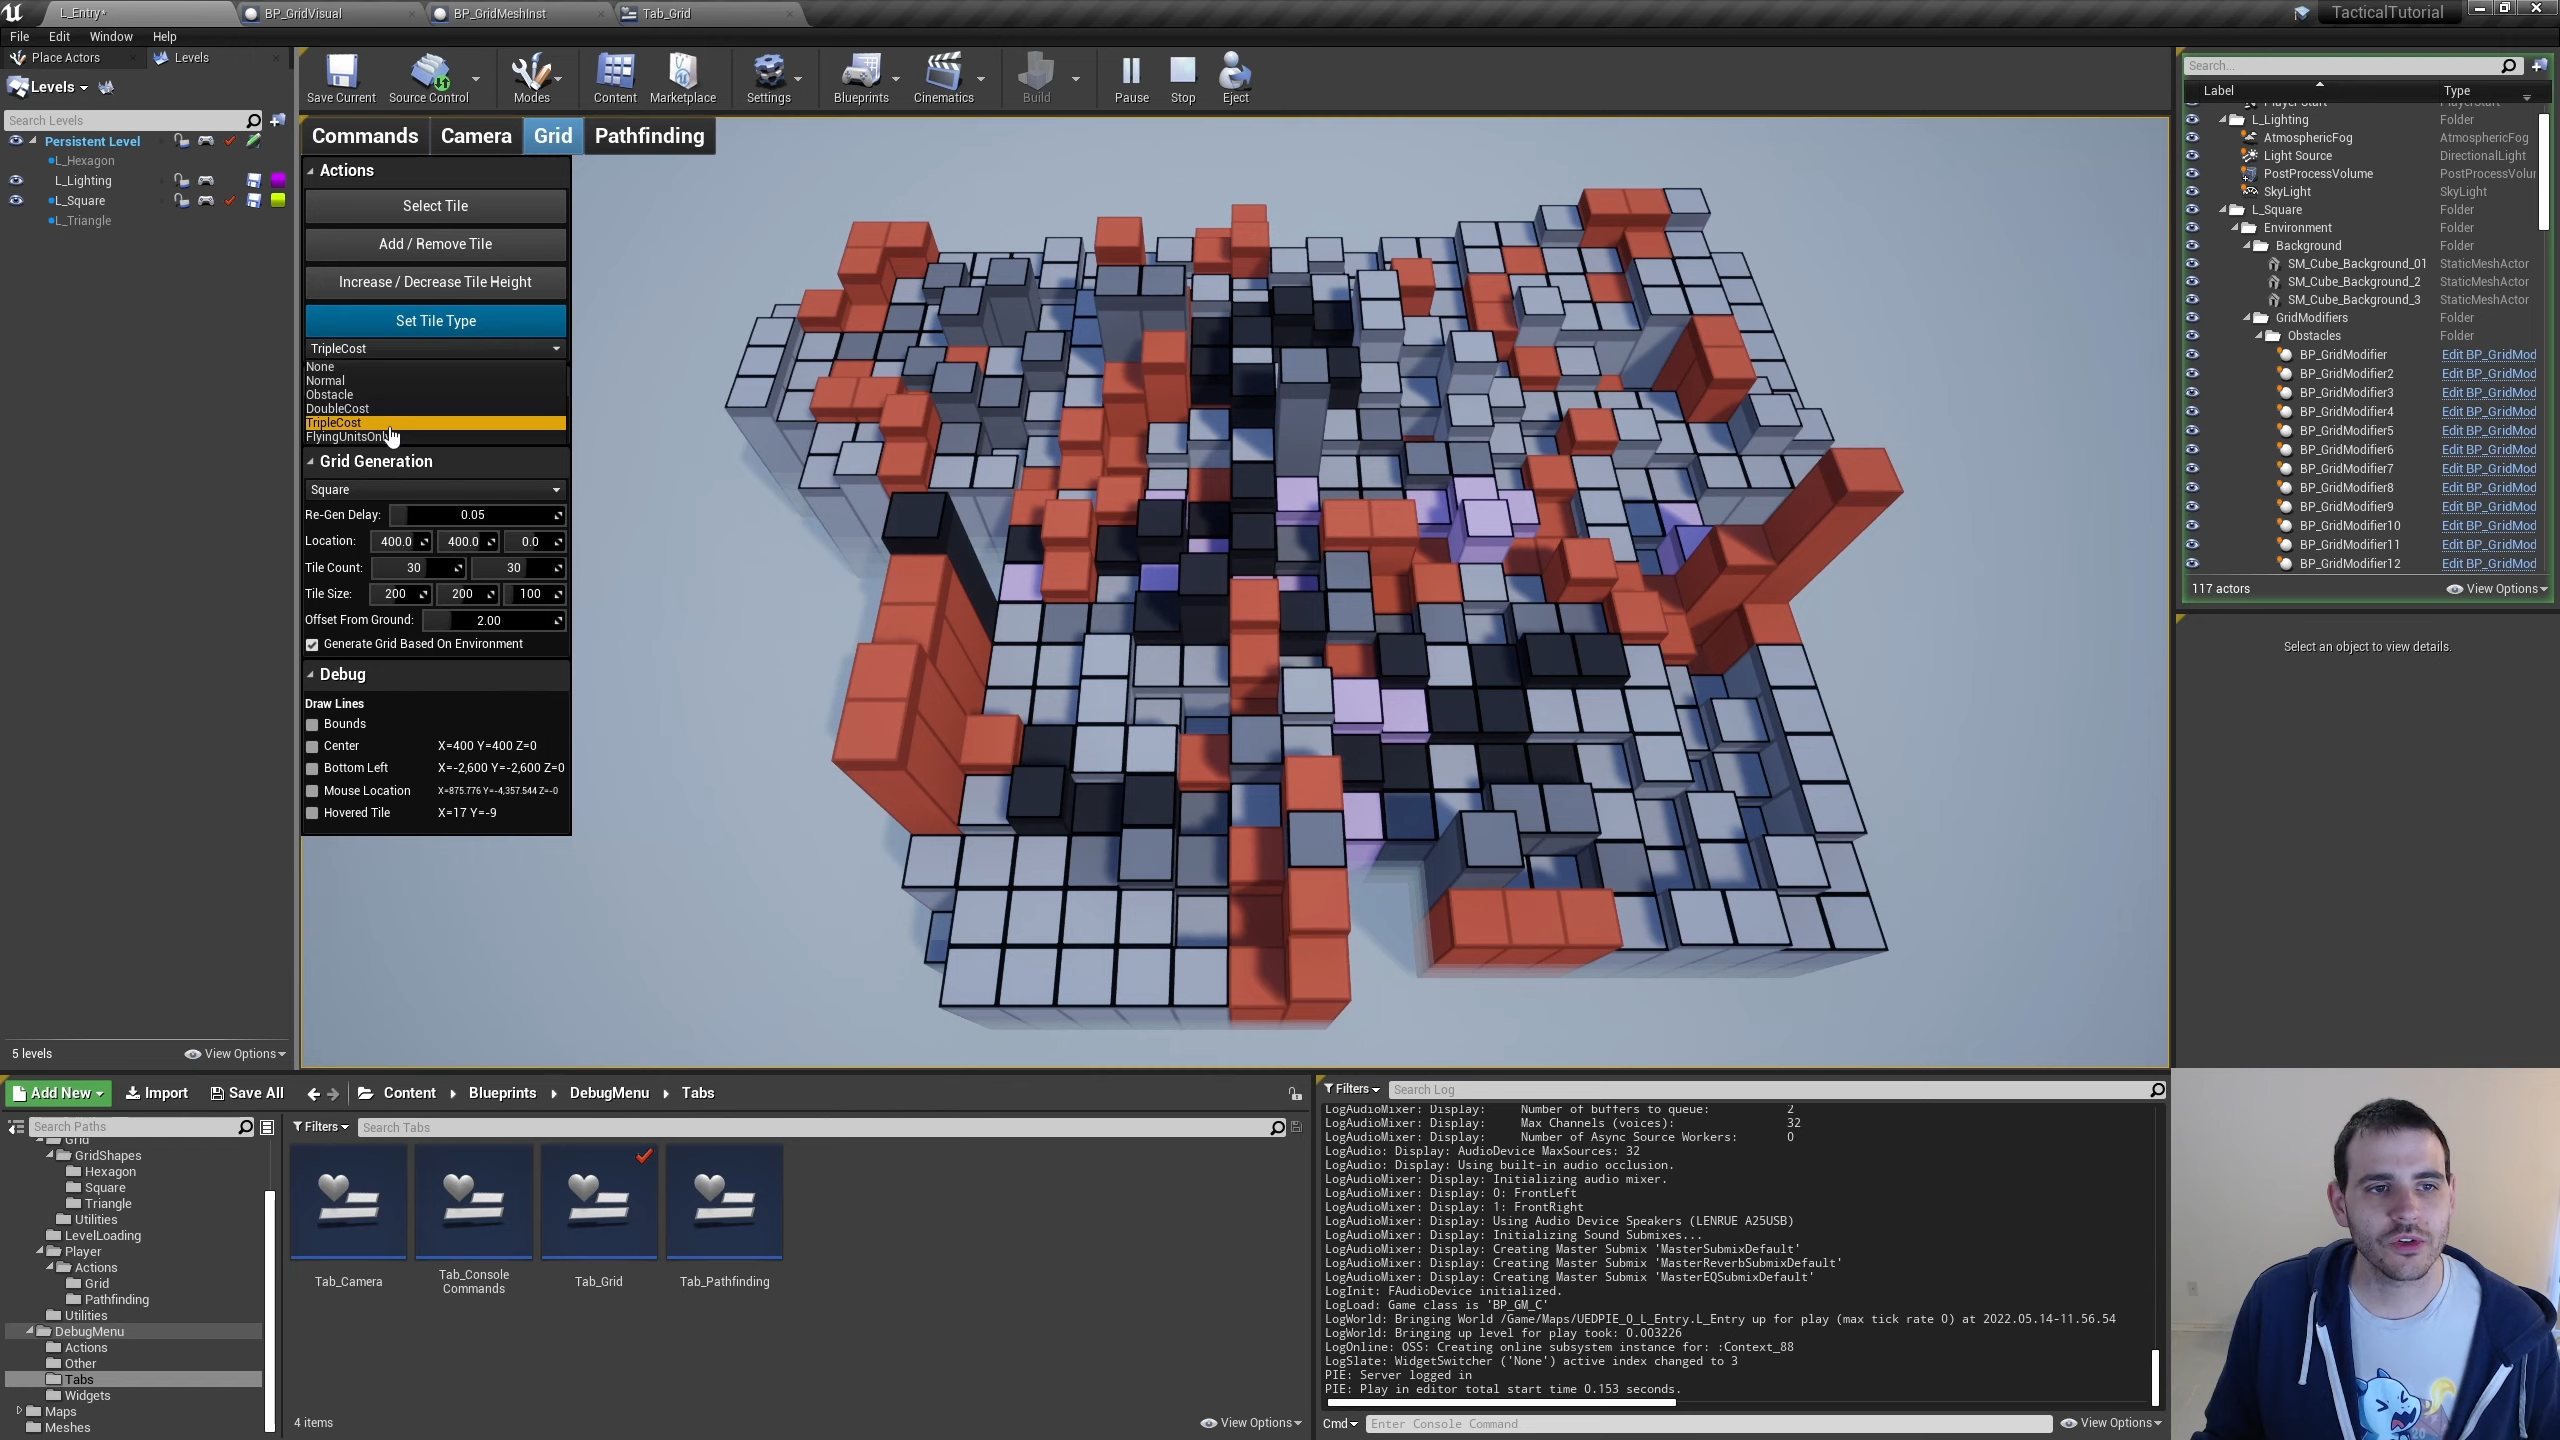 L_Entry*
BP_GridVisual
BP_GridMeshInst
Tab_Grid
TacticalTutorial
File Edit Window Help
Place Actors
Levels
Levels
Search Levels
Persistent Level
L_Hexagon
L_Lighting
L_Square
L_Triangle
5 levels
View Options
Save Current
Source Control
Modes
Content
Marketplace
Settings
Blueprints
Cinematics
Build
Pause
Stop
Eject
Commands Camera Grid Pathfinding
Actions
Select Tile
Add / Remove Tile
Increase / Decrease Tile Height
Set Tile Type
TripleCost
None
Normal
Obstacle
DoubleCost
TripleCost
Grid Generation
Square
Re-Gen Delay: 0.05
Location: 400.0 400.0 0.0
Tile Count: 30 30
Tile Size: 200 200 100
Offset From Ground: 2.00
Generate Grid Based On Environment
Debug
Draw Lines
Bounds
Center X=400 Y=400 Z=0
Bottom Left X=-2,600 Y=-2,600 Z=0
Mouse Location X=875.776 Y=-4,357.544 Z=-0
Hovered Tile X=17 Y=-9
Search...
Label Type
L_Lighting Folder
AtmosphericFog AtmosphericFog
Light Source DirectionalLight
PostProcessVolume PostProcessVolu
SkyLight SkyLight
L_Square Folder
Environment Folder
Background Folder
SM_Cube_Background_01 StaticMeshActor
SM_Cube_Background_2 StaticMeshActor
SM_Cube_Background_3 StaticMeshActor
GridModifiers Folder
Obstacles Folder
BP_GridModifier Edit BP_GridMod
BP_GridModifier2 Edit BP_GridMod
BP_GridModifier3 Edit BP_GridMod
BP_GridModifier4 Edit BP_GridMod
BP_GridModifier5 Edit BP_GridMod
BP_GridModifier6 Edit BP_GridMod
BP_GridModifier7 Edit BP_GridMod
BP_GridModifier8 Edit BP_GridMod
BP_GridModifier9 Edit BP_GridMod
BP_GridModifier10 Edit BP_GridMod
BP_GridModifier11 Edit BP_GridMod
BP_GridModifier12 Edit BP_GridMod
117 actors
View Options
Select an object to view details.
Add New Import Save All Content Blueprints DebugMenu Tabs
Search Paths
Grid
GridShapes
Hexagon
Square
Triangle
Utilities
LevelLoading
Player
Actions
Grid
Pathfinding
Utilities
DebugMenu
Actions
Other
Tabs
Widgets
Maps
Meshes
Filters
Search Tabs
Tab_Camera
Tab_Console
Commands
Tab_Grid
Tab_Pathfinding
4 items
View Options
Filters
Search Log
LogAudioMixer: Display: Number of buffers to queue: 2
LogAudioMixer: Display: Max Channels (voices): 32
LogAudioMixer: Display: Number of Async Source Workers: 0
LogAudio: Display: AudioDevice MaxSources: 32
LogAudio: Display: Using built-in audio occlusion.
LogAudioMixer: Display: Initializing audio mixer.
LogAudioMixer: Display: 0: FrontLeft
LogAudioMixer: Display: 1: FrontRight
LogAudioMixer: Display: Using Audio Device Speakers (LENRUE A25USB)
LogAudioMixer: Display: Initializing Sound Submixes...
LogAudioMixer: Display: Creating Master Submix 'MasterSubmixDefault'
LogAudioMixer: Display: Creating Master Submix 'MasterReverbSubmixDefault'
LogAudioMixer: Display: Creating Master Submix 'MasterEQSubmixDefault'
LogInit: FAudioDevice initialized.
LogLoad: Game class is 'BP_GM_C'
LogWorld: Bringing World /Game/Maps/UEDPIE_0_L_Entry.L_Entry up for play (max tick rate 0) at 2022.05.14-11.56.54
LogWorld: Bringing up level for play took: 0.003226
LogOnline: OSS: Creating online subsystem instance for: :Context_88
LogSlate: WidgetSwitcher ('None') active index changed to 3
PIE: Server logged in
PIE: Play in editor total start time 0.153 seconds.
Cmd
Enter Console Command
View Options